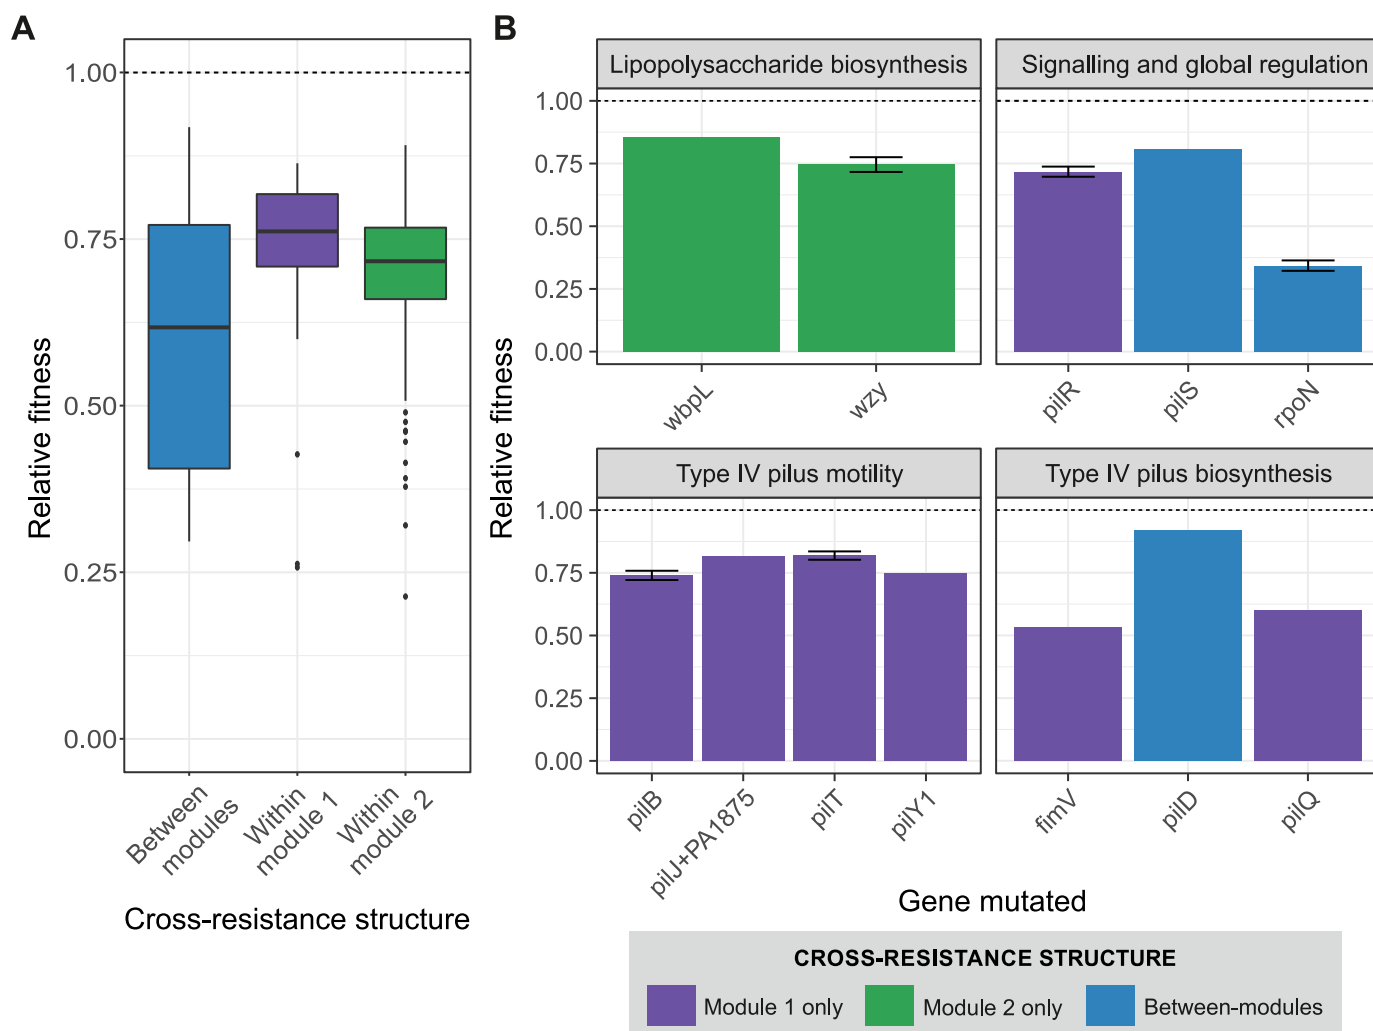 A
1.00
0.75
0.50
0.25
0.00
Relative fitness
Between
modules
Within
module 1
Within
module 2
Cross-resistance structure
B
Relative fitness
Lipopolysaccharide biosynthesis
1.00
0.75
0.50
0.25
0.00
wbpL
wzy
Signalling and global regulation
pilR
pilS
rpoN
Type IV pilus motility
1.00
0.75
0.50
0.25
0.00
pilB
pilJ+PA1875
pilT
pilY1
Type IV pilus biosynthesis
fimV
pilD
pilQ
Gene mutated
CROSS-RESISTANCE STRUCTURE
Module 1 only
Module 2 only
Between-modules